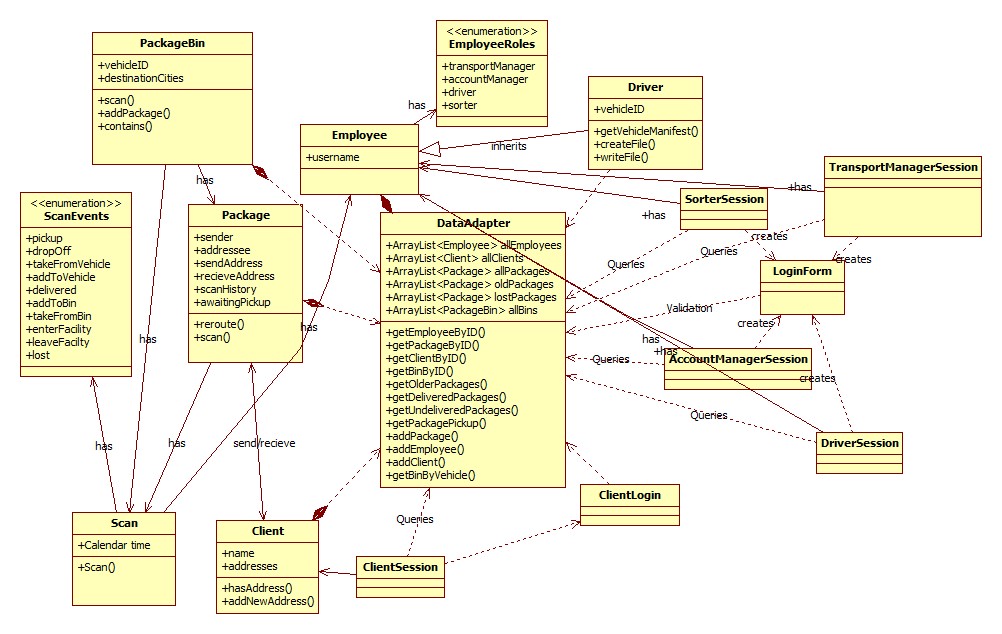 PackageBin
+vehicleID
+destinationCities
+scan()
+addPackage()
+contains()
<<enumeration>>
EmployeeRoles
+transportManager
+accountManager
+driver
+sorter
has
Employee
+username
Driver
+vehicleID
+getVehicleManifest()
+createFile()
+writeFile()
inherits
TransportManagerSession
+has
SorterSession
+has
creates
Queries
Queries
creates
LoginForm
Validation
creates
<<enumeration>>
ScanEvents
+pickup
+dropOff
+takeFromVehicle
+addToVehicle
+delivered
+addToBin
+takeFromBin
+enterFacility
+leaveFacilty
+lost
has
Package
+sender
+addressee
+sendAddress
+recieveAddress
+scanHistory
+awaitingPickup
+reroute()
+scan()
has
has
DataAdapter
+ArrayList<Employee> allEmployees
+ArrayList<Client> allClients
+ArrayList<Package> allPackages
+ArrayList<Package> oldPackages
+ArrayList<Package> lostPackages
+ArrayList<PackageBin> allBins
+getEmployeeByID()
+getPackageByID()
+getClientByID()
+getBinByID()
+getOlderPackages()
+getDeliveredPackages()
+getUndeliveredPackages()
+getPackagePickup()
+addPackage()
+addEmployee()
+addClient()
+getBinByVehicle()
has
+has
AccountManagerSession
Queries
creates
Queries
DriverSession
has
has
send/recieve
Scan
+Calendar time
+Scan()
Client
+name
+addresses
+hasAddress()
+addNewAddress()
Queries
ClientSession
ClientLogin